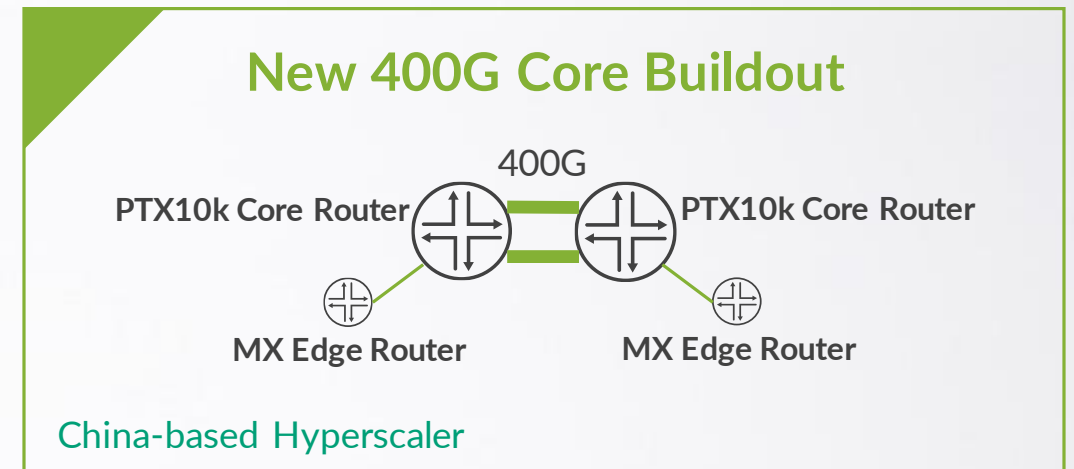 New 400G Core Buildout
400G
PTX10k Core Router
PTX10k Core Router
MX Edge Router
MX Edge Router
China-based Hyperscaler